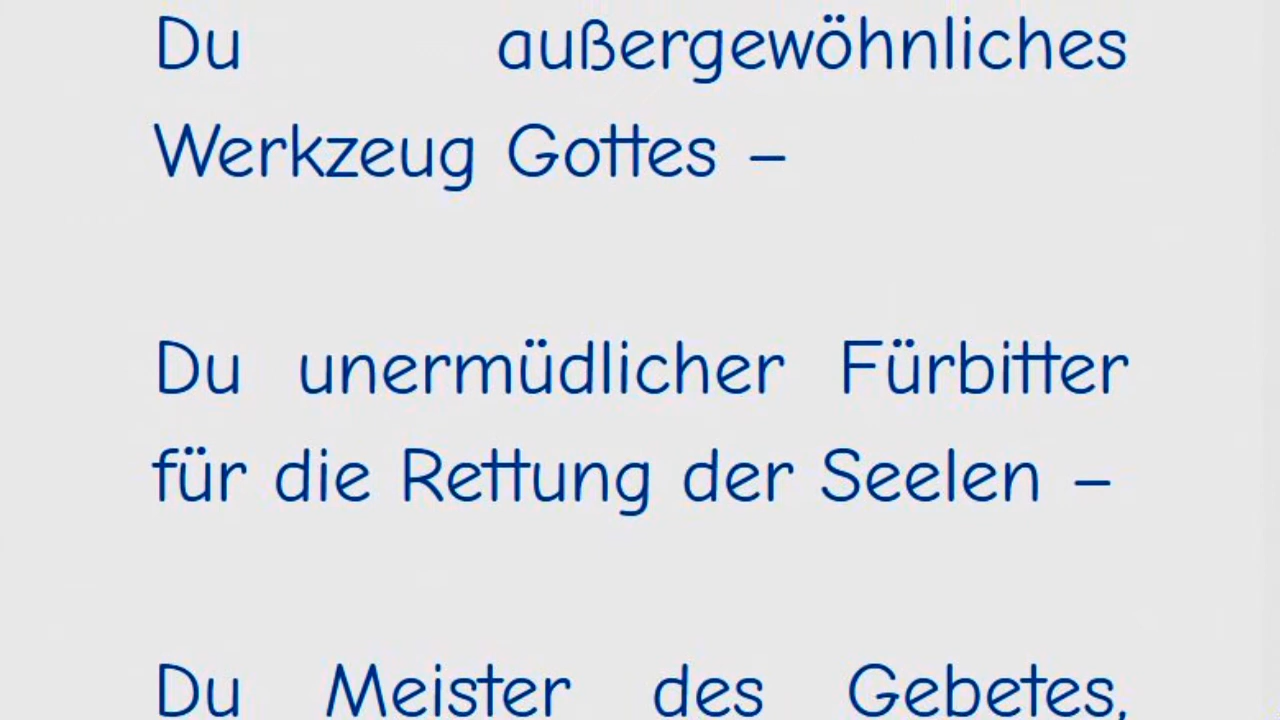 Du außergewöhnliches
Werkzeug Gottes –
Du unermüdlicher Fürbitter
für die Rettung der Seelen –
Du Meister des Gebetes,